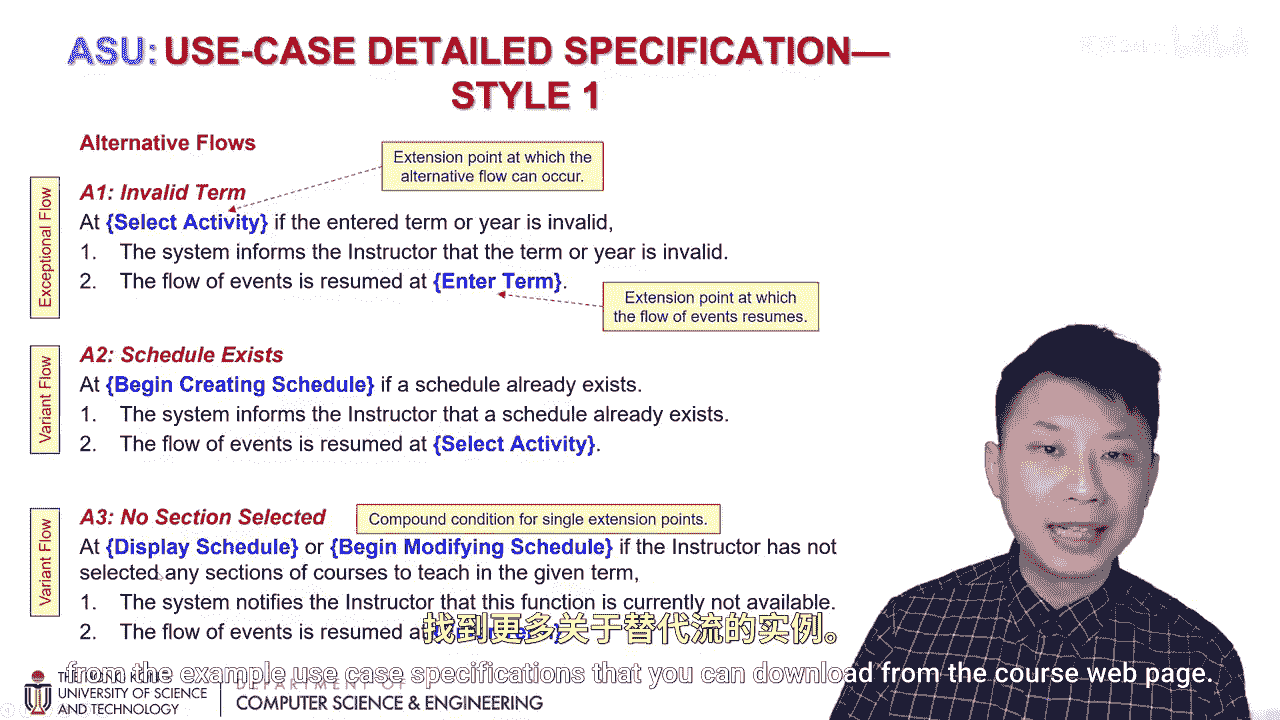 ASU: USE-CASE DETAILED SPECIFICATION—
STYLE 1
Alternative Flows
Extension point at which the
alternative flow can occur.
Exceptional Flow
A1: Invalid Term
At {Select Activity} if the entered term or year is invalid,
1. The system informs the Instructor that the term or year is invalid.
2. The flow of events is resumed at {Enter Term}.
Extension point at which
the flow of events resumes.
Variant Flow
A2: Schedule Exists
At {Begin Creating Schedule} if a schedule already exists.
1. The system informs the Instructor that a schedule already exists.
2. The flow of events is resumed at {Select Activity}.
Variant Flow
A3: No Section Selected
Compound condition for single extension points.
At {Display Schedule} or {Begin Modifying Schedule} if the Instructor has not
selected any sections of courses to teach in the given term,
1. The system notifies the Instructor that this function is currently not available.
2. The flow of events is resumed at
找到更多关于替代流的实例。
from the example use case specifications that you can download from the course web page.
THE HONG KONG
UNIVERSITY OF SCIENCE
AND TECHNOLOGY
DEPARTMENT OF
COMPUTER SCIENCE & ENGINEERING